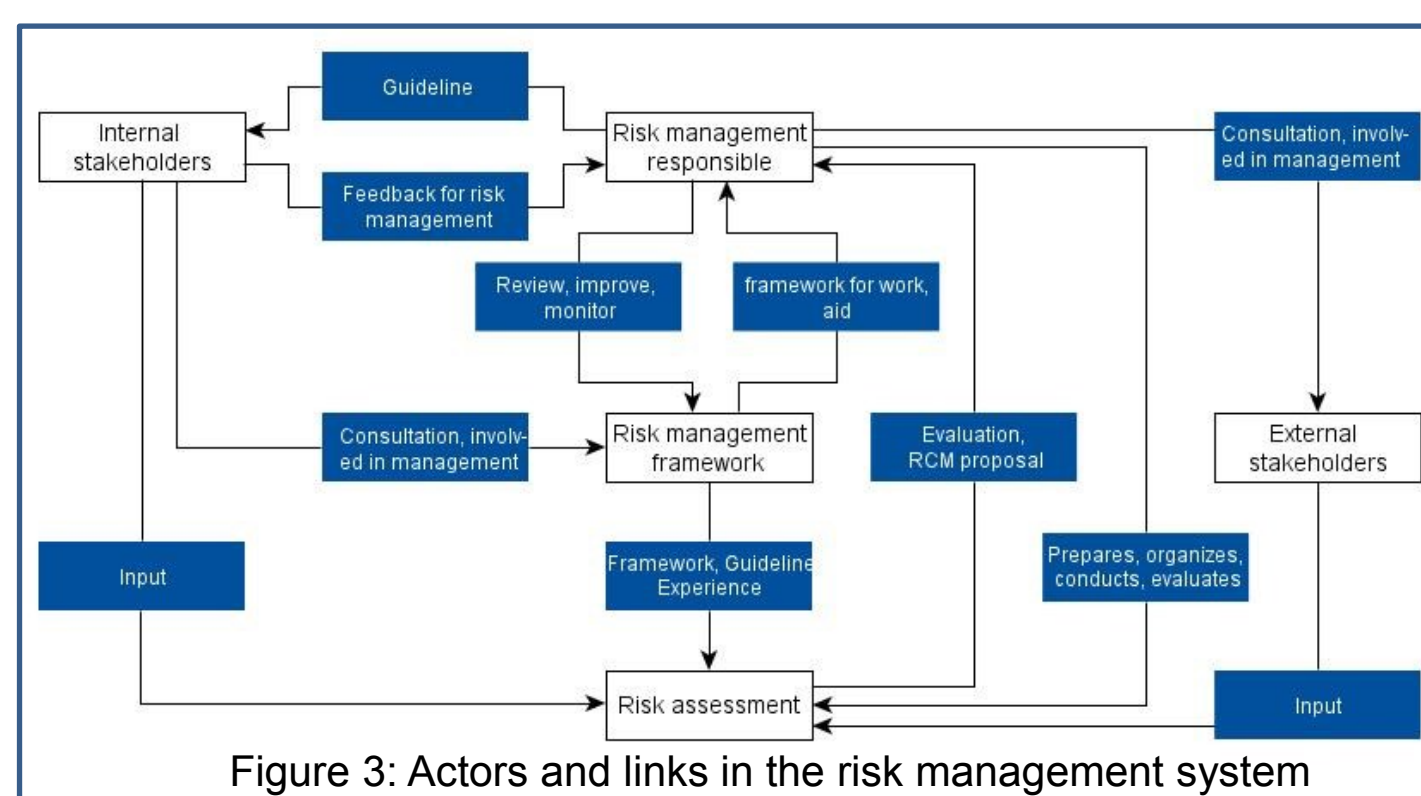 Guideline
Internal
stakeholders
Risk management
responsible
Consultation, involv-
ed in management
Feedback for risk
management
Review, improve,
monitor
framework for work,
aid
Consultation, involv-
ed in management
Risk management
framework
Evaluation,
RCM proposal
External
stakeholders
Input
Framework, Guideline
Experience
Prepares, organizes,
conducts, evaluates
Risk assessment
Input
Figure 3: Actors and links in the risk management system